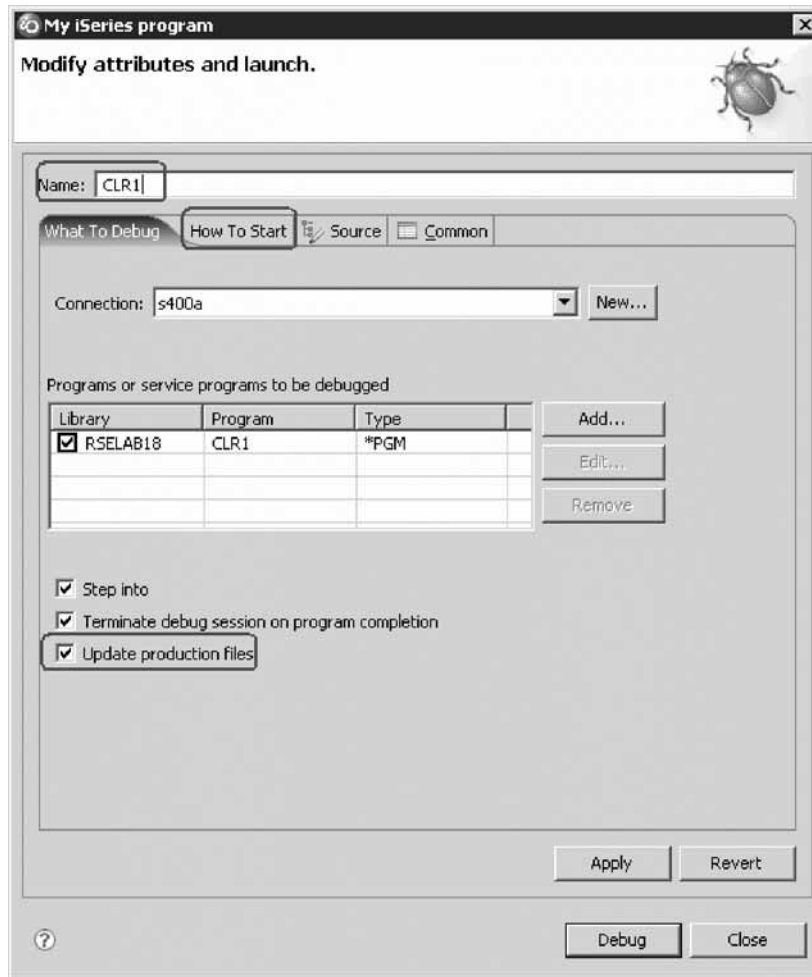 My iSeries program
Modify attributes and launch.
Name: CLR1
What To Debug How To Start Source Common
Connection: s400a New...
Programs or service programs to be debugged
Library Program Type Add...
RSELAB18 CLR1 *PGM
Edit...
Remove
Step into
Terminate debug session on program completion
Update production files
Apply Revert
? Debug Close